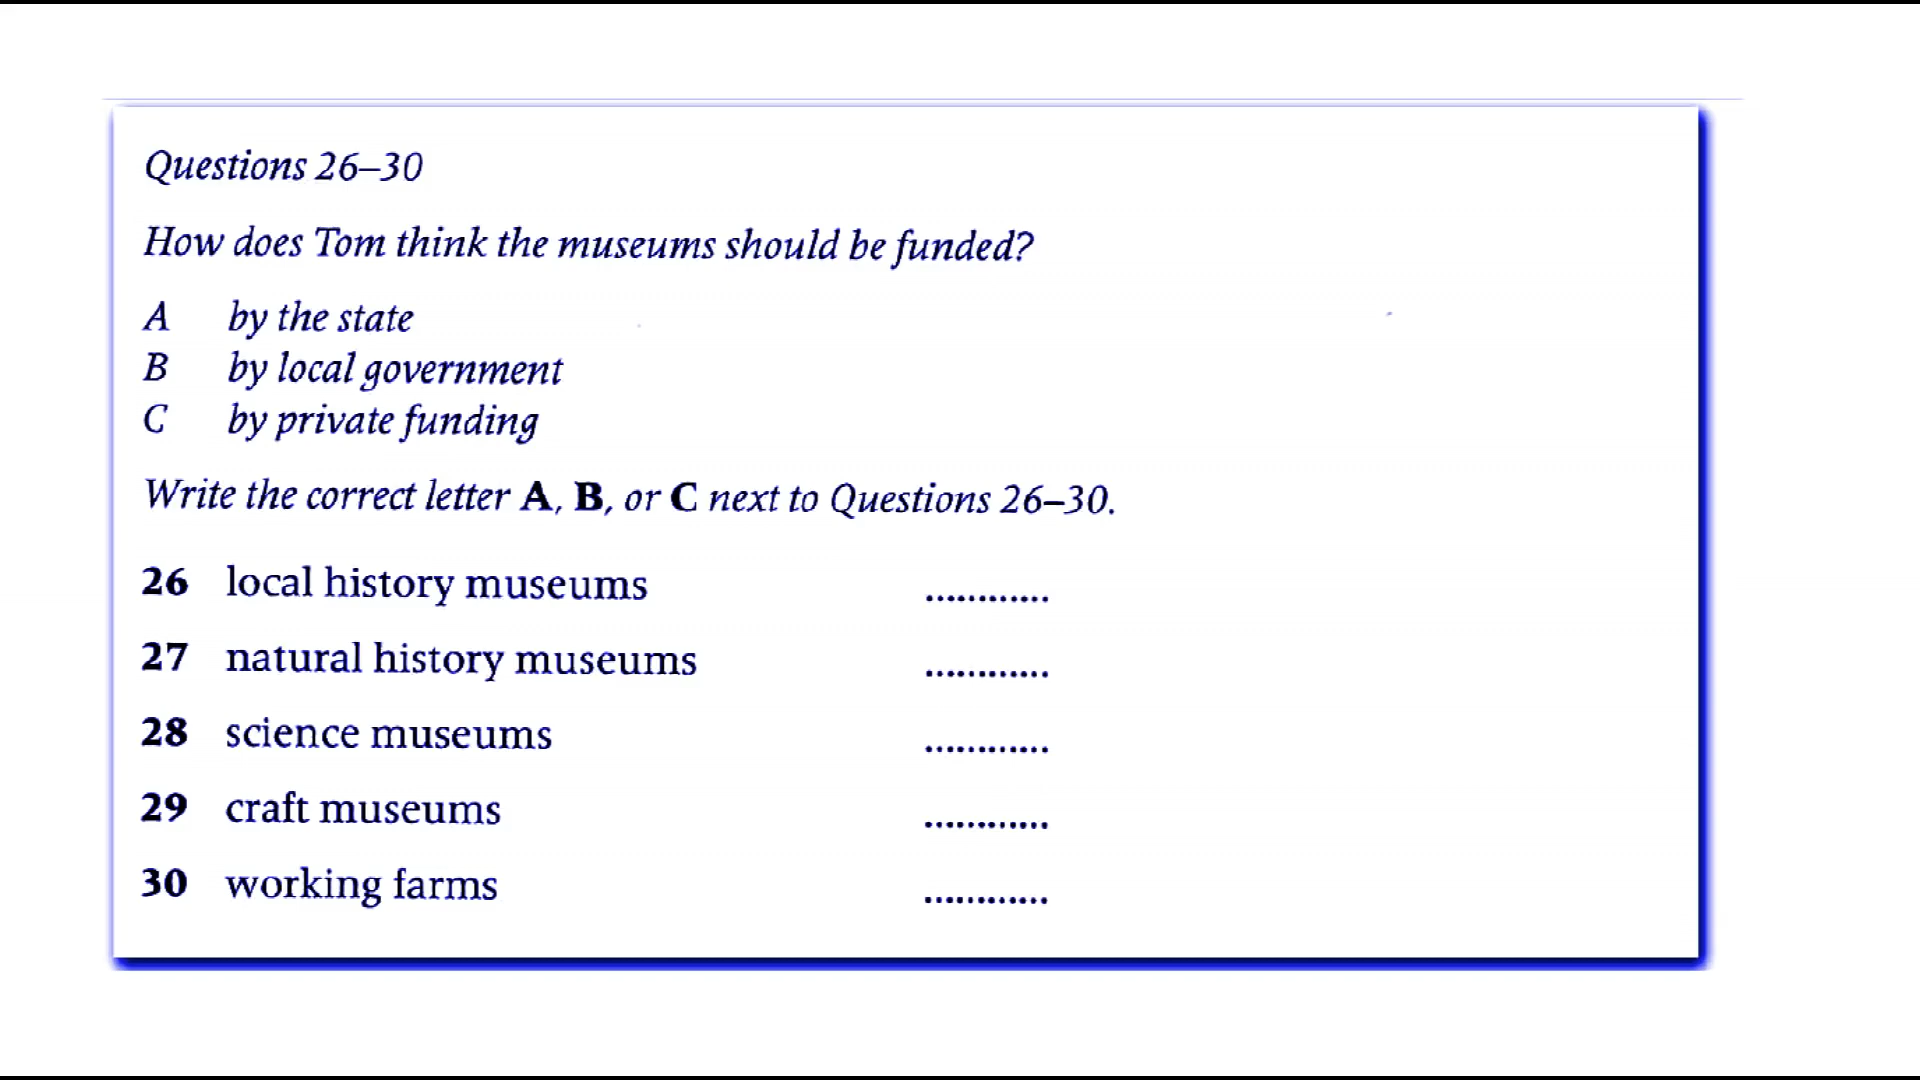 Questions 26–30
How does Tom think the museums should be funded?
A by the state
B by local government
C by private funding
Write the correct letter A, B, or C next to Questions 26–30.
26 local history museums ............
27 natural history museums ............
28 science museums ............
29 craft museums ............
30 working farms ............